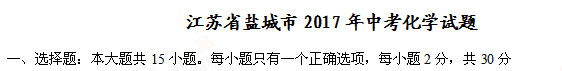 江苏省盐城市 2017 年中考化学试题
一、选择题：本大题共 15 小题。每小题只有一个正确选项，每小题 2 分，共 30 分